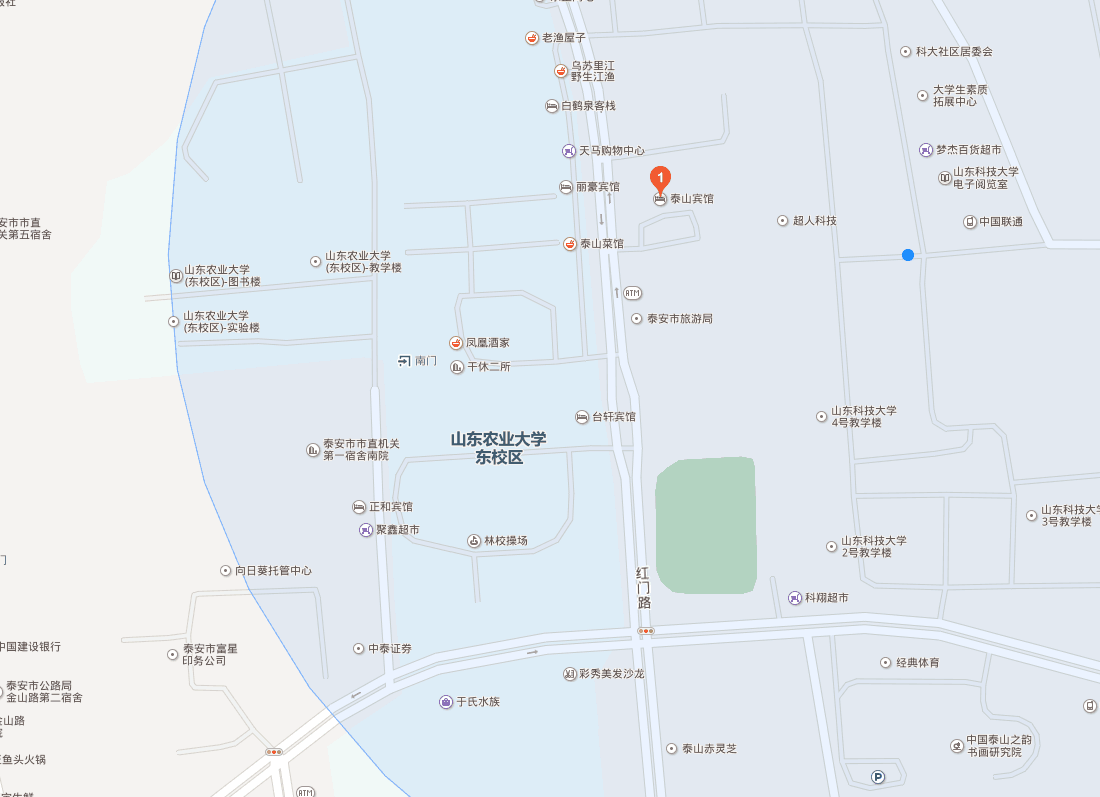 老渔屋子
科大社区居委会
乌苏里江
野生江渔
大学生素质
拓展中心
白鹤泉客栈
天马购物中心
梦杰百货超市
山东科技大学
电子阅览室
丽豪宾馆
1
泰山宾馆
超人科技
中国联通
安市市直
关第五宿舍
泰山菜馆
山东农业大学
(东校区)-教学楼
山东农业大学
(东校区)-图书楼
ATM
山东农业大学
(东校区)-实验楼
泰安市旅游局
凤凰酒家
南门
干休二所
台轩宾馆
山东科技大学
4号教学楼
山东农业大学
东校区
泰安市市直机关
第一宿舍南院
正和宾馆
聚鑫超市
山东科技大学
3号教学楼
林校操场
山东科技大学
2号教学楼
门
向日葵托管中心
红门路
科翔超市
中国建设银行
泰安市富星
印务公司
中泰证券
经典体育
彩秀美发沙龙
泰安市公路局
金山路第二宿舍
于氏水族
金山路
院
泰山赤灵芝
中国泰山之韵
书画研究院
鱼头火锅
P
ATM